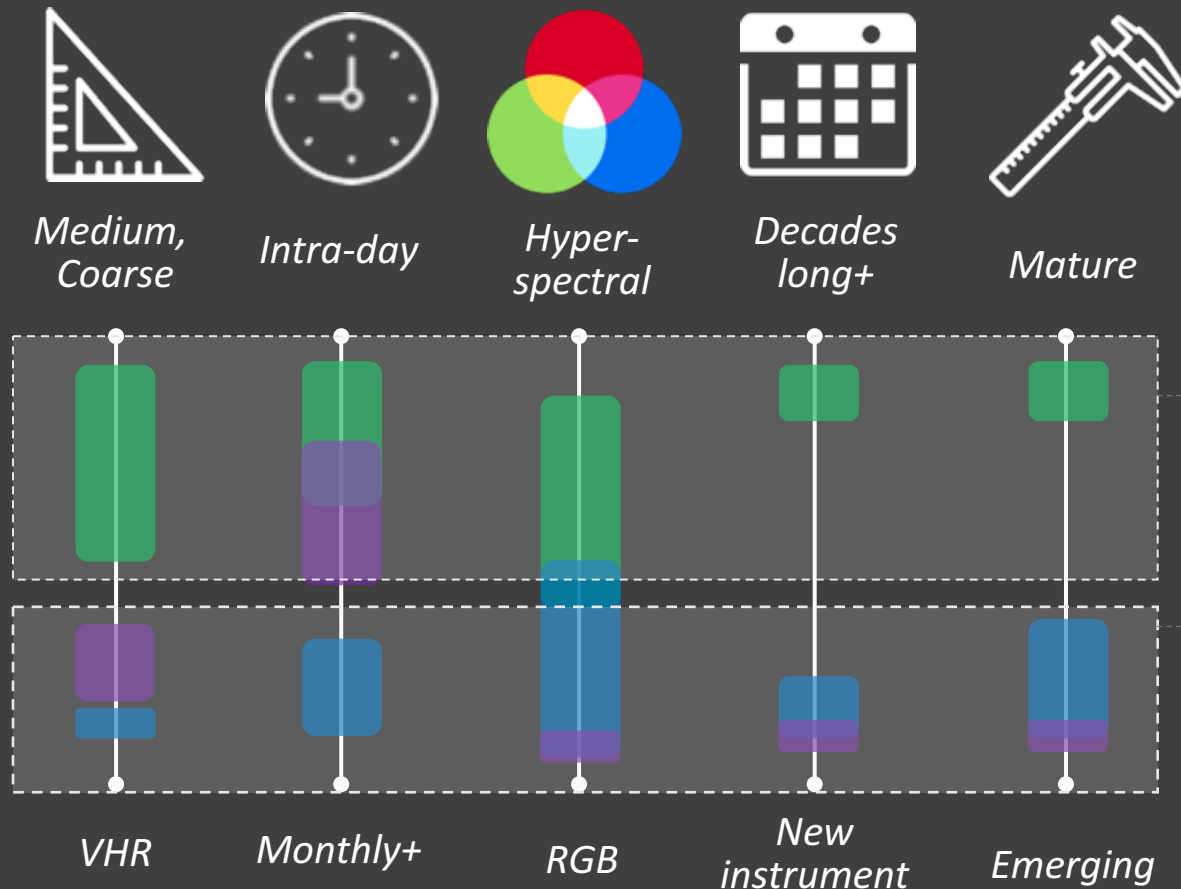 Medium,
Coarse
Intra-day
Hyper-
spectral
Decades
long+
Mature
VHR
Monthly+
RGB
New
instrument
Emerging